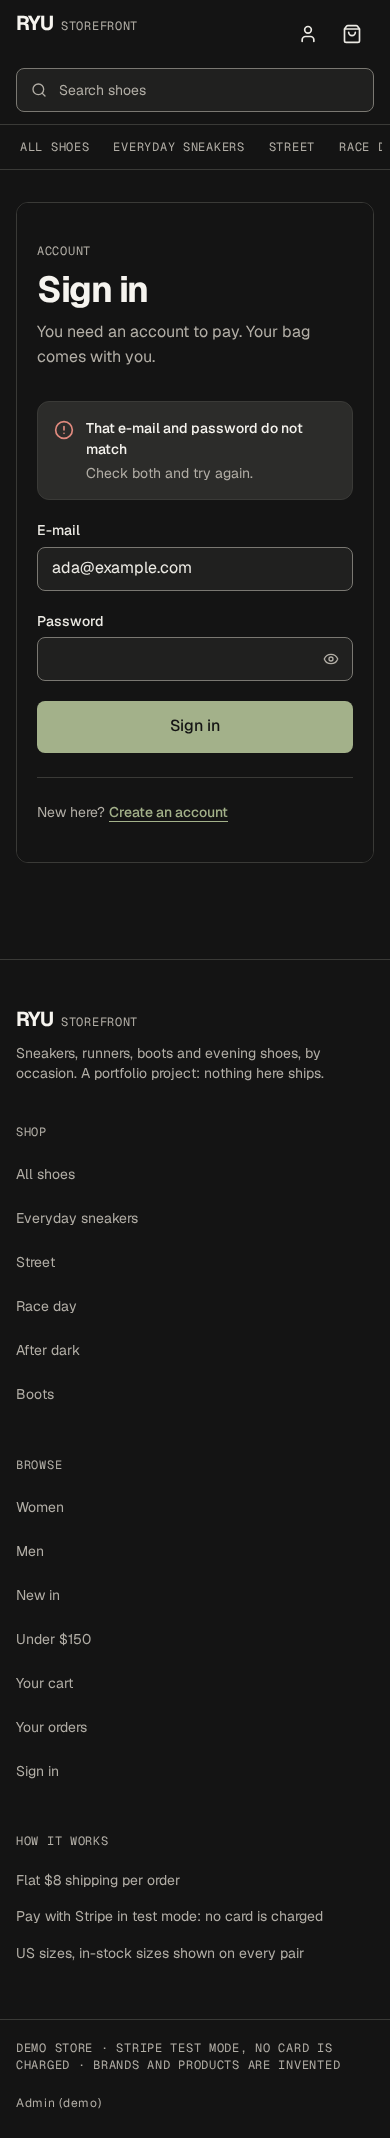 RYU STOREFRONT
Search shoes
ALL SHOES EVERYDAY SNEAKERS STREET RACE
ACCOUNT
Sign in
You need an account to pay. Your bag
comes with you.
That e-mail and password do not
match
Check both and try again.
E-mail
ada@example.com
Password
Sign in
New here? Create an account
RYU STOREFRONT
Sneakers, runners, boots and evening shoes, by
occasion. A portfolio project: nothing here ships.
SHOP
All shoes
Everyday sneakers
Street
Race day
After dark
Boots
BROWSE
Women
Men
New in
Under $150
Your cart
Your orders
Sign in
HOW IT WORKS
Flat $8 shipping per order
Pay with Stripe in test mode: no card is charged
US sizes, in-stock sizes shown on every pair
DEMO STORE · STRIPE TEST MODE, NO CARD IS
CHARGED · BRANDS AND PRODUCTS ARE INVENTED
Admin (demo)